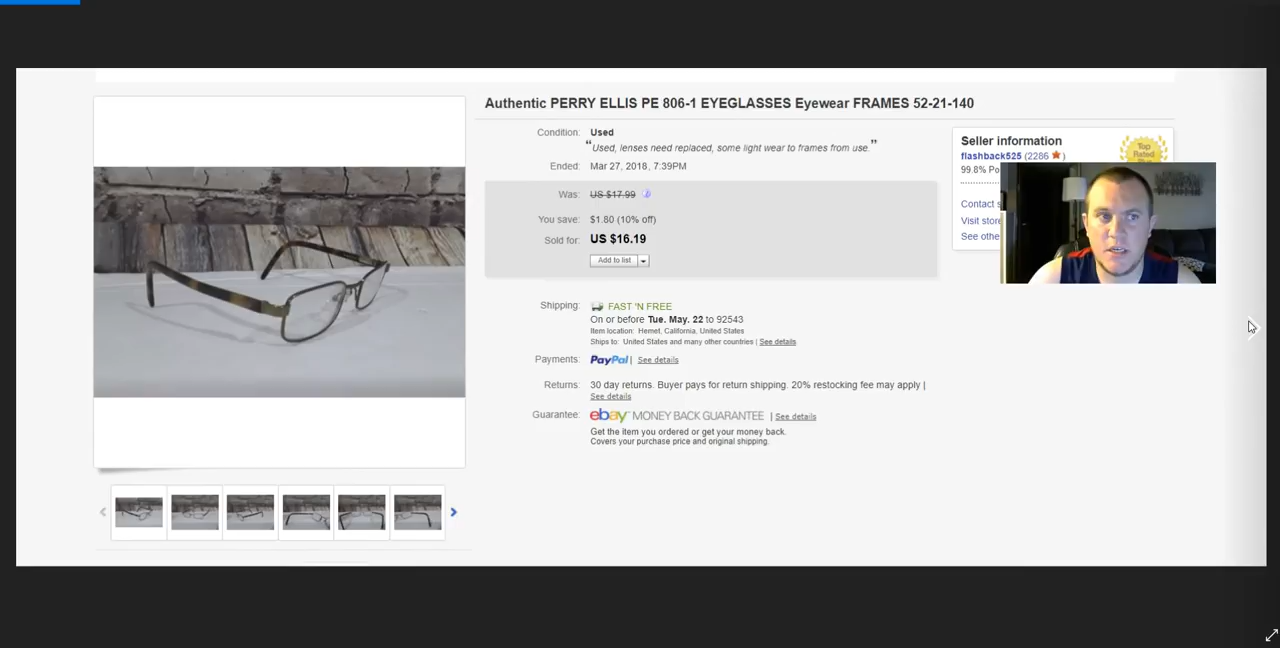 Authentic PERRY ELLIS PE 806-1 EYEGLASSES Eyewear FRAMES 52-21-140
Condition: Used
“Used, lenses need replaced, some light wear to frames from use.”
Ended: Mar 27, 2018, 7:39PM
Was: US $17.99
You save: $1.80 (10% off)
Sold for: US $16.19
Add to list
Shipping: FAST 'N FREE
On or before Tue. May. 22 to 92543
Item location: Hemet, California, United States
Ships to: United States and many other countries | See details
Payments: PayPal | See details
Returns: 30 day returns. Buyer pays for return shipping. 20% restocking fee may apply |
See details
Guarantee: ebay MONEY BACK GUARANTEE | See details
Get the item you ordered or get your money back.
Covers your purchase price and original shipping.
Seller information
flashback525 (2286 )
99.8% Po
Top
Rated
Contact s
Visit store
See othe